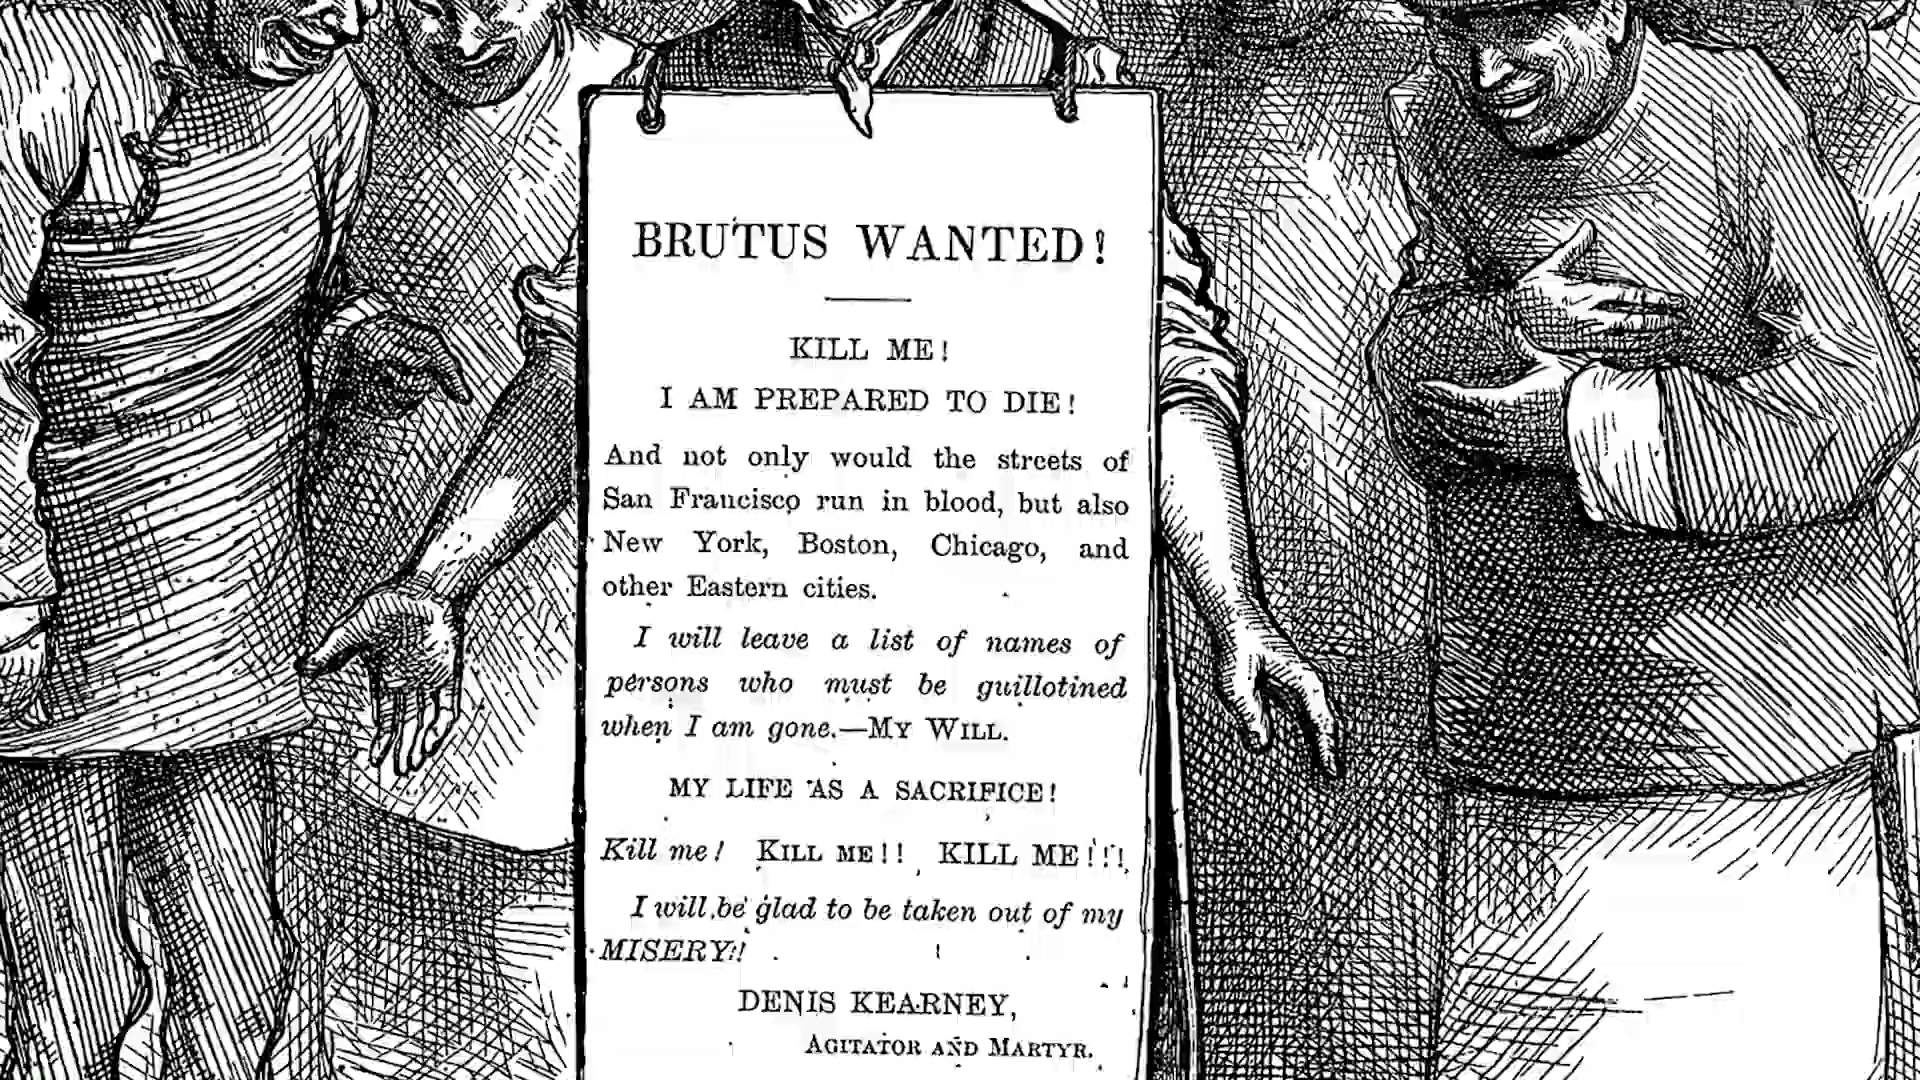 BRUTUS WANTED!
KILL ME!
I AM PREPARED TO DIE!
And not only would the streets of
San Francisco run in blood, but also
New York, Boston, Chicago, and
other Eastern cities.
I will leave a list of names of
persons who must be guillotined
when I am gone.—MY WILL.
MY LIFE AS A SACRIFICE!
Kill me! KILL ME!! KILL ME!!!
I will be glad to be taken out of my
MISERY!!
DENIS KEARNEY,
AGITATOR AND MARTYR.